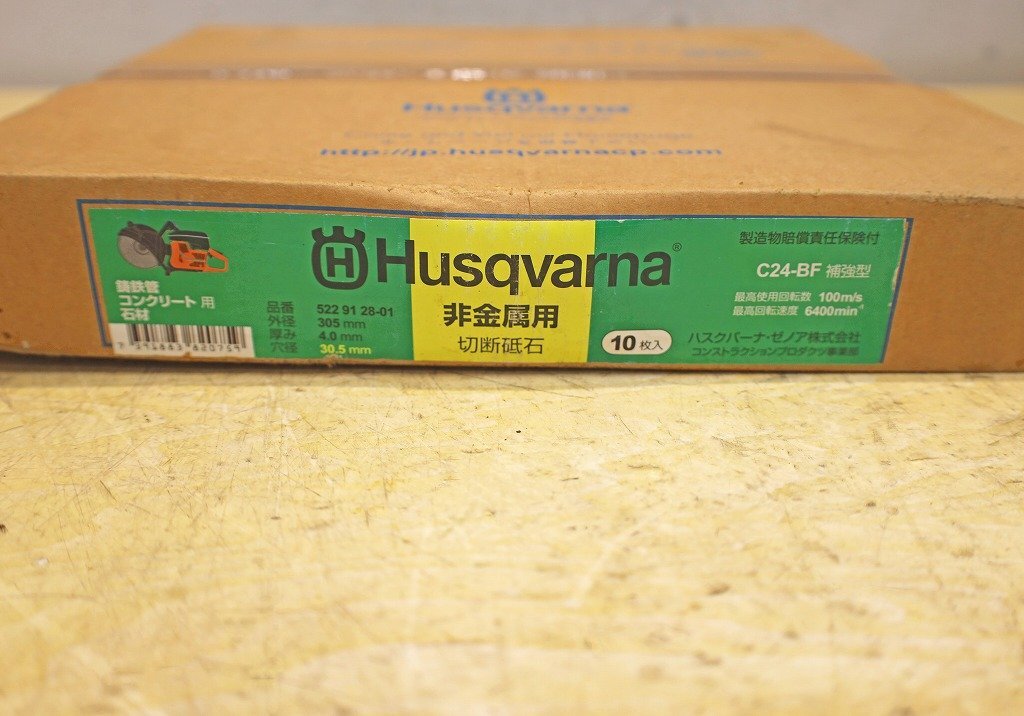 Husqvarna
http://jp.husqvarnacp.com
鋳鉄管
コンクリート 用
石材
品番 522 91 28-01
外径 305 mm
厚み 4.0 mm
穴径 30.5 mm
Husqvarna®
非金属用
切断砥石
10枚入
製造物賠償責任保険付
C24-BF 補強型
最高使用回転数 100m/s
最高回転速度 6400min⁻¹
ハスクバーナ・ゼノア株式会社
コンストラクションプロダクツ事業部